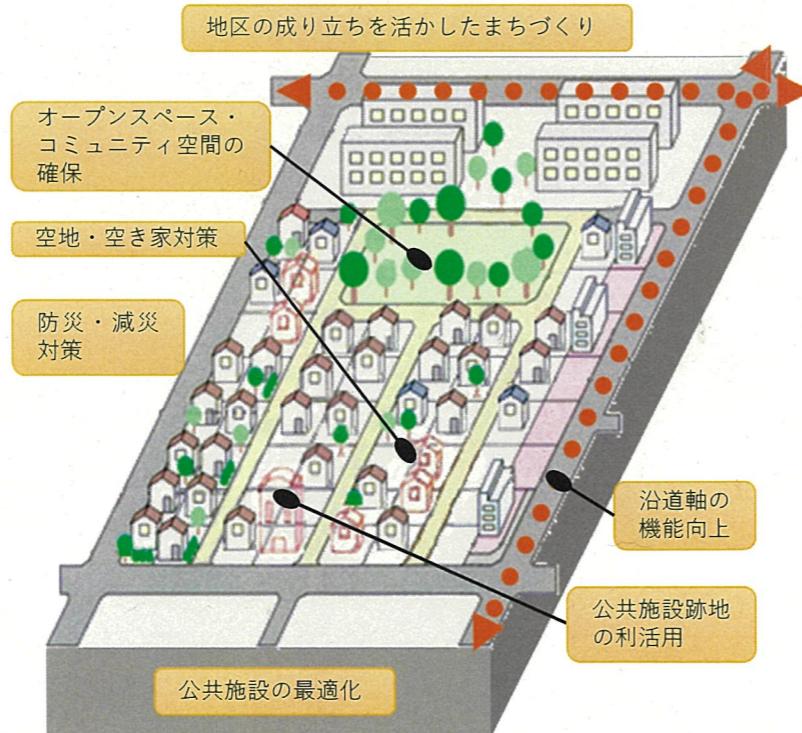 地区の成り立ちを活かしたまちづくり
オープンスペース・
コミュニティ空間の
確保
空地・空き家対策
防災・減災
対策
沿道軸の
機能向上
公共施設跡地
の利活用
公共施設の最適化